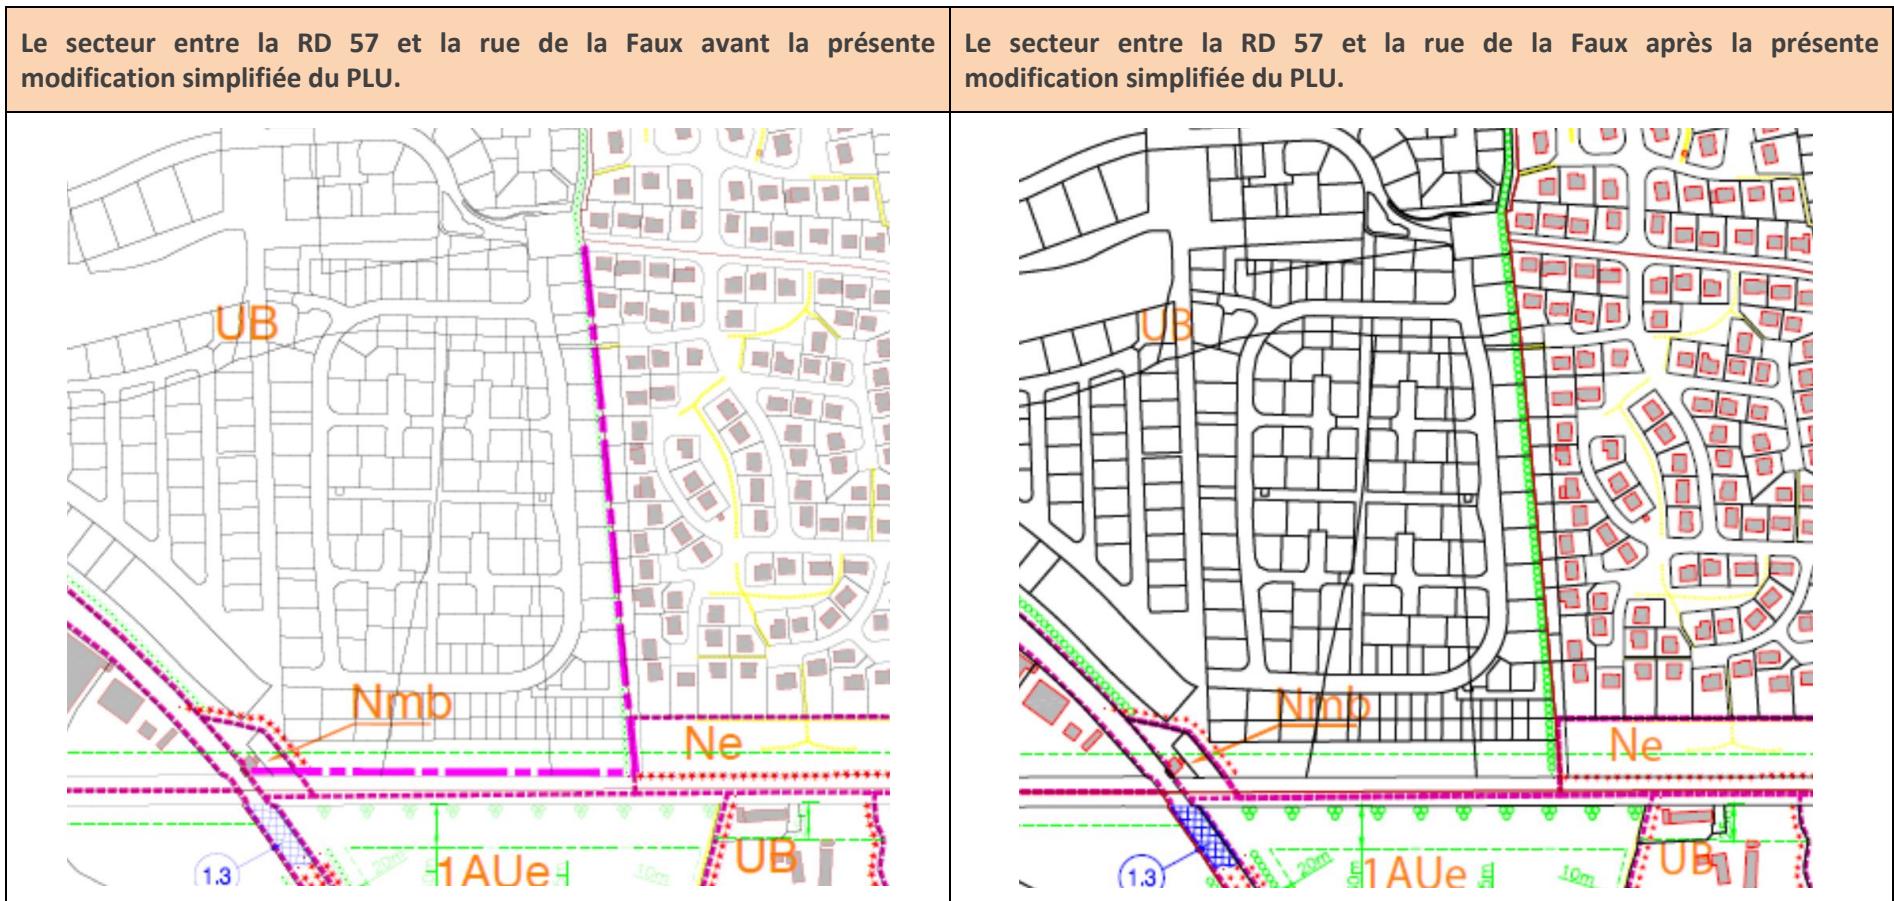 Le secteur entre la RD 57 et la rue de la Faux avant la présente
modification simplifiée du PLU.
Le secteur entre la RD 57 et la rue de la Faux après la présente
modification simplifiée du PLU.
UB
Nmb
Ne
1.3
20m
1AUe
10m
UB
UB
Nmb
Ne
1.3
20m
1AUe
10m
UB